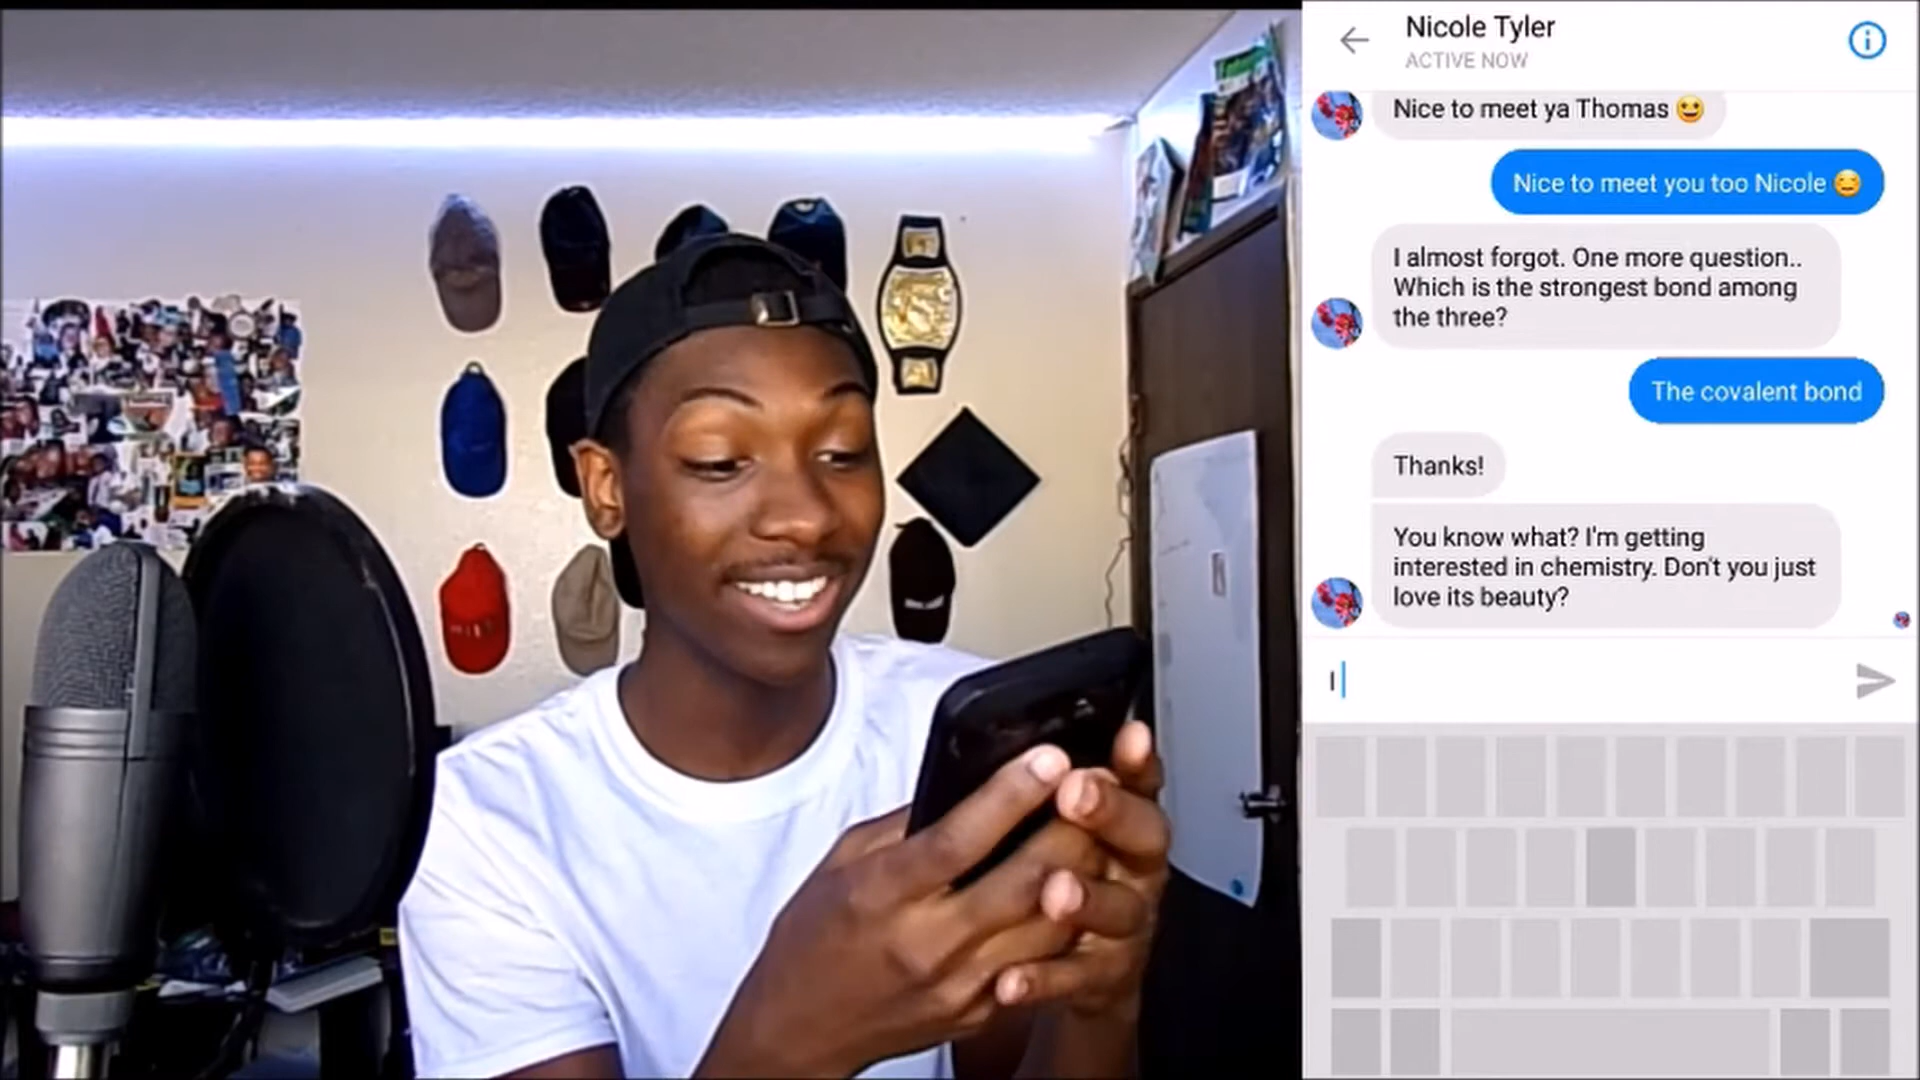 Nicole Tyler
ACTIVE NOW
Nice to meet ya Thomas 😀
Nice to meet you too Nicole 😊
I almost forgot. One more question..
Which is the strongest bond among
the three?
The covalent bond
Thanks!
You know what? I'm getting
interested in chemistry. Don't you just
love its beauty?
I